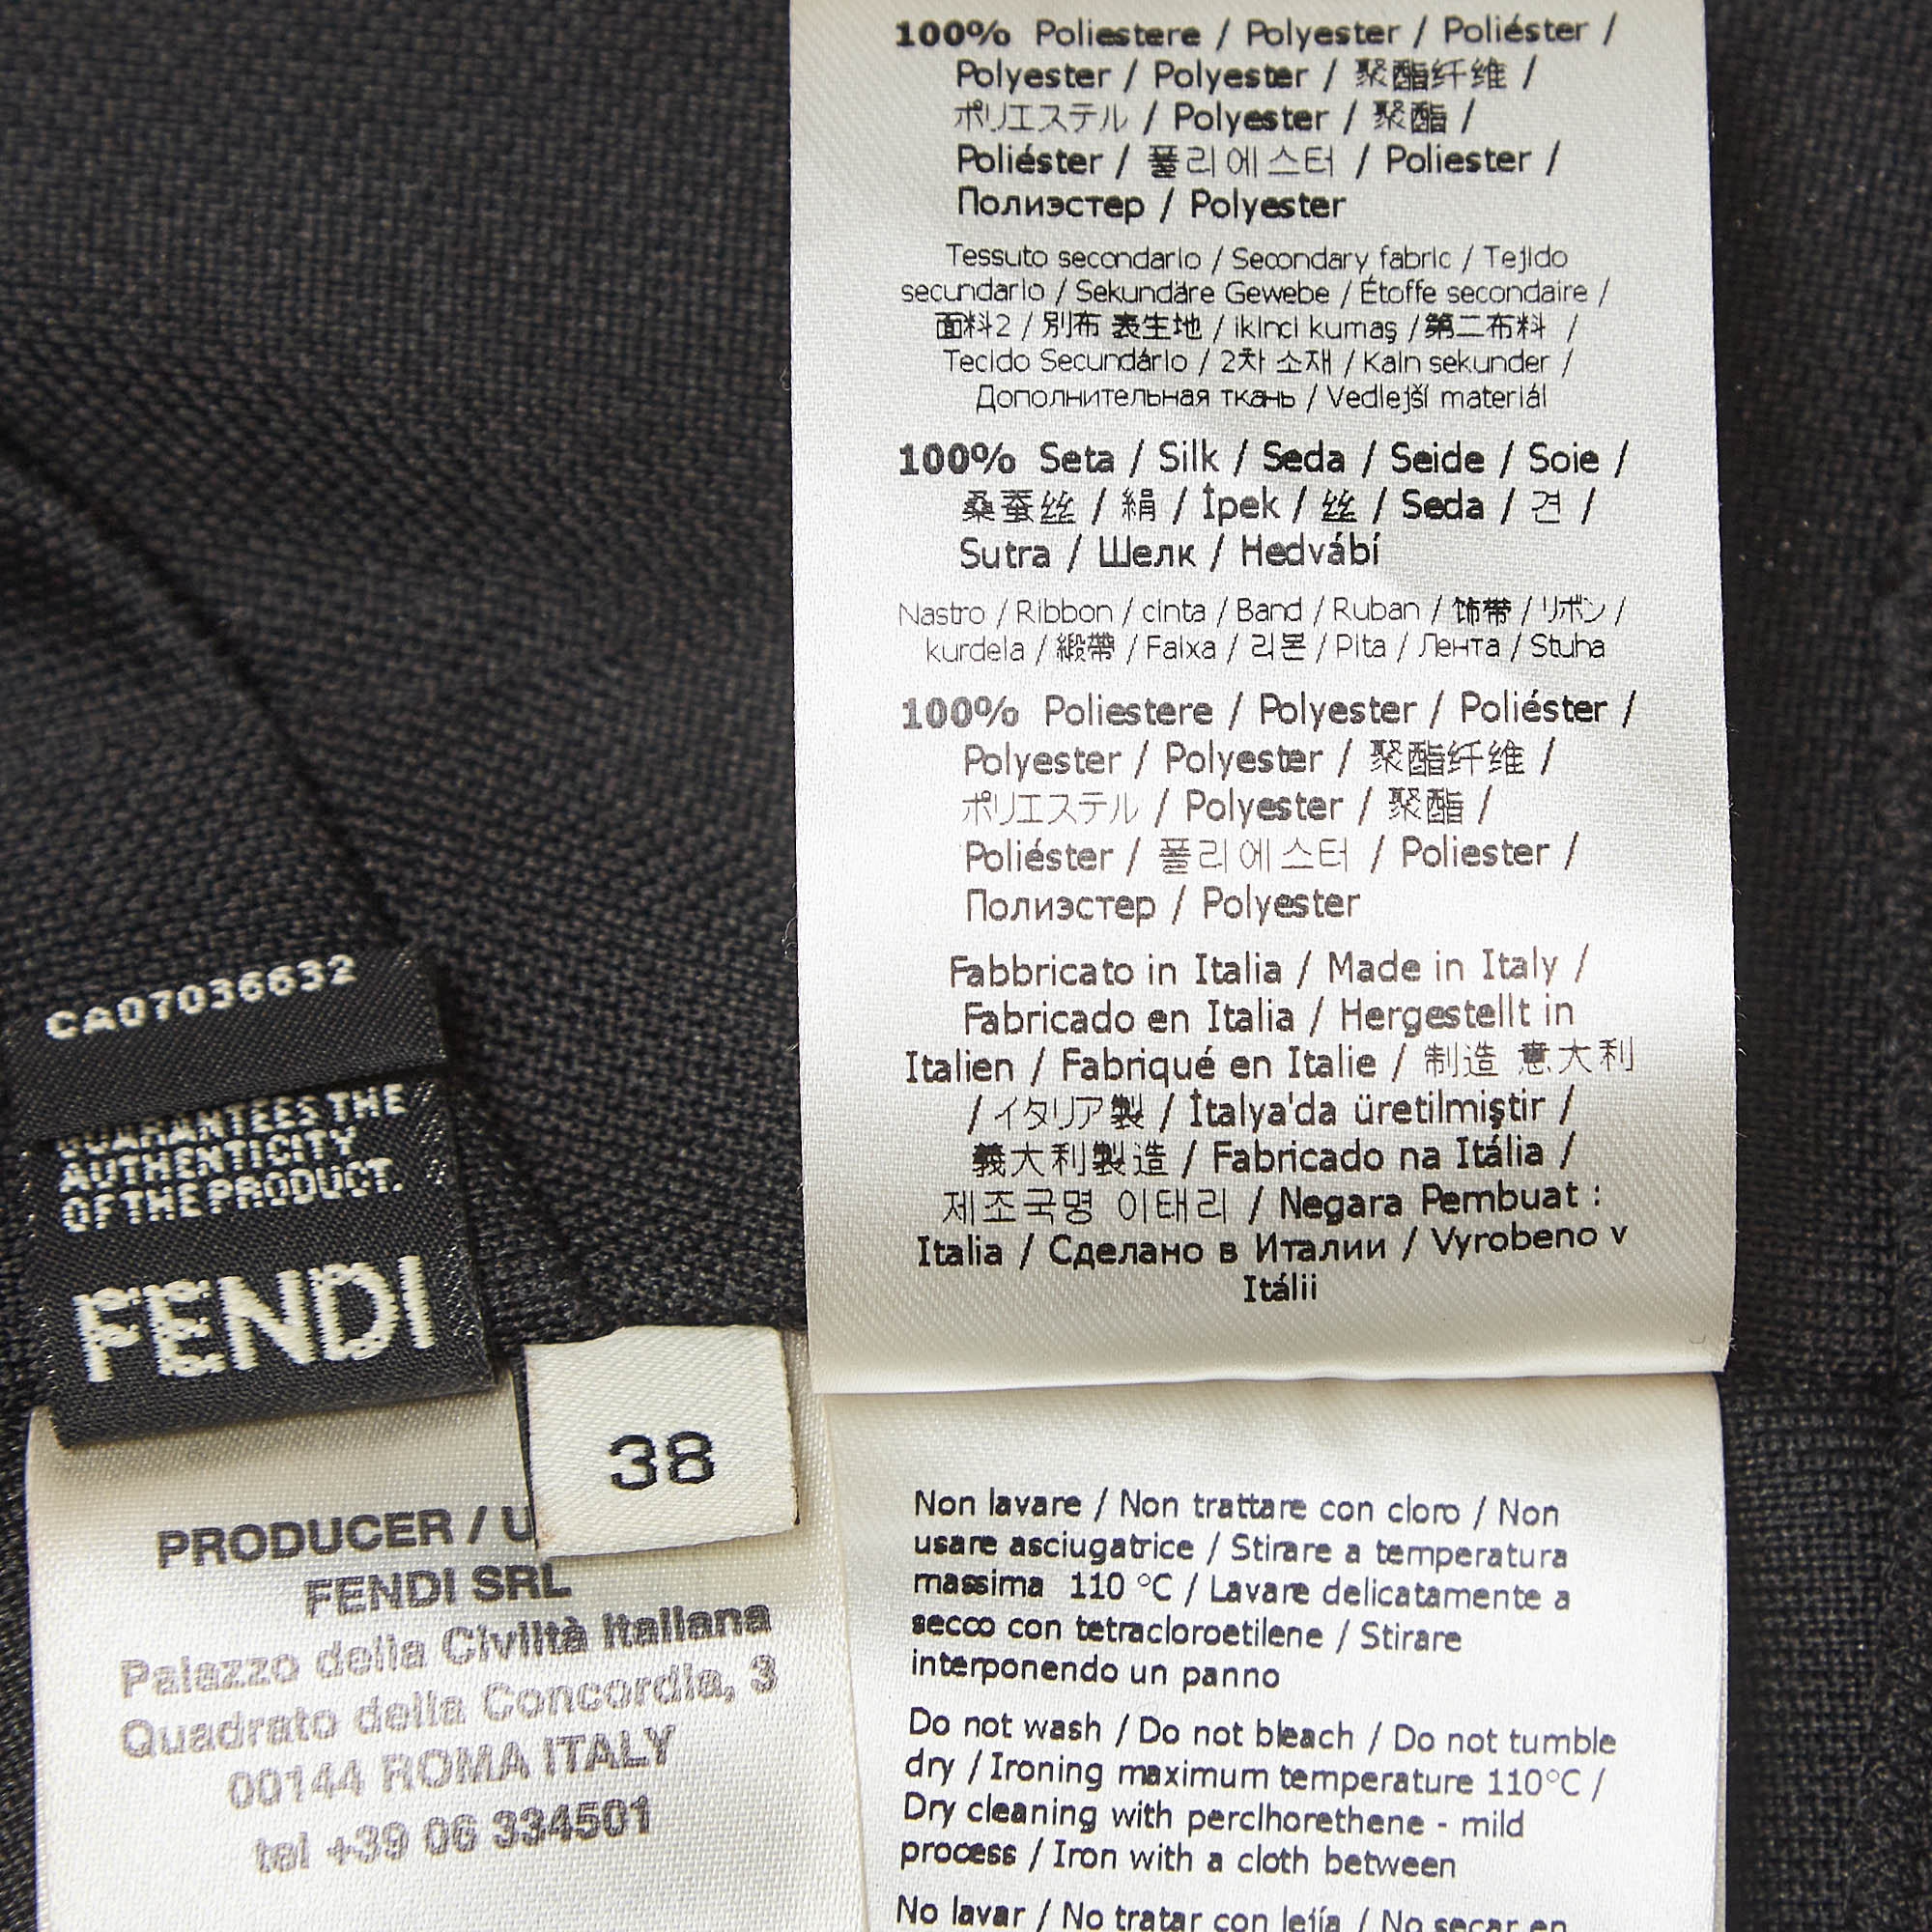 100% Poliestere / Polyester / Poliéster /
Polyester / Polyester / 聚酯纤维 /
ポリエステル / Polyester / 聚酯 /
Poliéster / 폴리에스터 / Poliester /
Полиэстер / Polyester
Tessuto secondario / Secondary fabric / Tejido
secundario / Sekundäre Gewebe / Étoffe secondaire /
面料2 / 別布 表生地 / ikinci kumaş / 第二布料 /
Tecido Secundário / 2차 소재 / Kain sekunder /
Дополнительная ткань / Vedlejší materiál
100% Seta / Silk / Seda / Seide / Soie /
桑蚕丝 / 絹 / İpek / 丝 / Seda / 견 /
Sutra / Шелк / Hedvábí
Nastro / Ribbon / cinta / Band / Ruban / 饰带 / リボン /
kurdela / 緞帶 / Faixa / 리본 / Pita / Лента / Stuha
100% Poliestere / Polyester / Poliéster /
Polyester / Polyester / 聚酯纤维 /
ポリエステル / Polyester / 聚酯 /
Poliéster / 폴리에스터 / Poliester /
Полиэстер / Polyester
Fabbricato in Italia / Made in Italy /
Fabricado en Italia / Hergestellt in
Italien / Fabriqué en Italie / 制造 意大利
/ イタリア製 / İtalya'da üretilmiştir /
義大利製造 / Fabricado na Itália /
제조국명 이태리 / Negara Pembuat :
Italia / Сделано в Италии / Vyrobeno v
Itálii
CA07036632
GUARANTEES THE
AUTHENTICITY
OF THE PRODUCT.
FENDI
38
PRODUCER / U
FENDI SRL
Palazzo della Civiltà Italiana
Quadrato della Concordia, 3
00144 ROMA ITALY
tel +39 06 334501
Non lavare / Non trattare con cloro / Non
usare asciugatrice / Stirare a temperatura
massima 110 °C / Lavare delicatamente a
secco con tetracloroetilene / Stirare
interponendo un panno
Do not wash / Do not bleach / Do not tumble
dry / Ironing maximum temperature 110°C /
Dry cleaning with perclhorethene - mild
process / Iron with a cloth between
No lavar / No tratar con lejía / No secar en